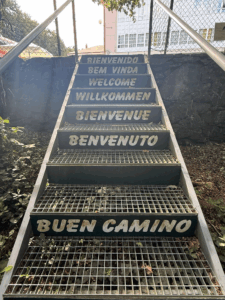 BIENVENIDO
BEM VINDA
WELCOME
WILLKOMMEN
BIENVENUE
BENVENUTO
BUEN CAMINO